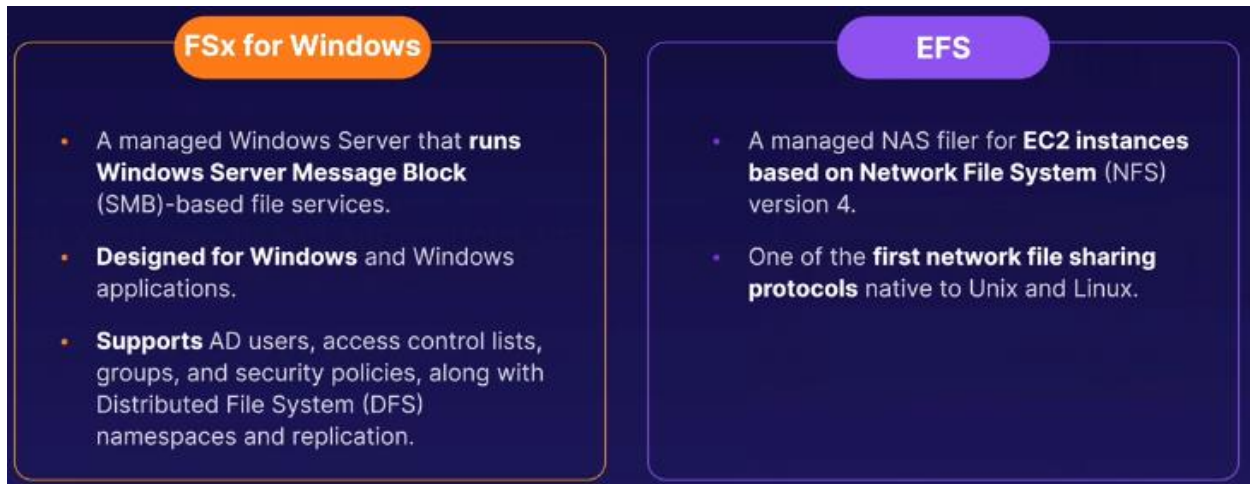 FSx for Windows
• A managed Windows Server that runs
Windows Server Message Block
(SMB)-based file services.
• Designed for Windows and Windows
applications.
• Supports AD users, access control lists,
groups, and security policies, along with
Distributed File System (DFS)
namespaces and replication.
EFS
• A managed NAS filer for EC2 instances
based on Network File System (NFS)
version 4.
• One of the first network file sharing
protocols native to Unix and Linux.